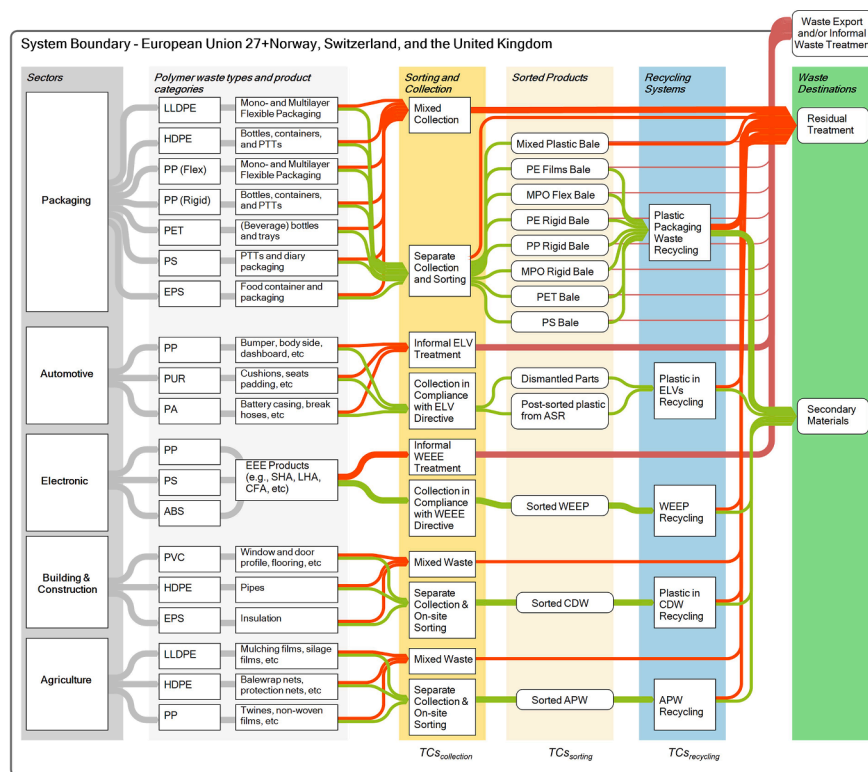 Waste Export
and/or Informal
Waste Treatment
System Boundary - European Union 27+Norway, Switzerland, and the United Kingdom
Sectors
Polymer waste types and product
categories
Sorting and
Collection
Sorted Products
Recycling
Systems
Waste
Destinations
Packaging
LLDPE
Mono- and Multilayer
Flexible Packaging
HDPE
Bottles, containers,
and PTTs
PP (Flex)
Mono- and Multilayer
Flexible Packaging
PP (Rigid)
Bottles, containers,
and PTTs
PET
(Beverage) bottles
and trays
PS
PTTs and diary
packaging
EPS
Food container and
packaging
Mixed
Collection
Separate
Collection
and Sorting
Mixed Plastic Bale
PE Films Bale
MPO Flex Bale
PE Rigid Bale
PP Rigid Bale
MPO Rigid Bale
PET Bale
PS Bale
Plastic
Packaging
Waste
Recycling
Residual
Treatment
Automotive
PP
Bumper, body side,
dashboard, etc
PUR
Cushions, seats
padding, etc
PA
Battery casing, break
hoses, etc
Informal ELV
Treatment
Collection in
Compliance
with ELV
Directive
Dismantled Parts
Post-sorted plastic
from ASR
Plastic in
ELVs
Recycling
Secondary
Materials
Electronic
PP
PS
ABS
EEE Products
(e.g., SHA, LHA,
CFA, etc)
Informal
WEEE
Treatment
Collection in
Compliance
with WEEE
Directive
Sorted WEEP
WEEP
Recycling
Building &
Construction
PVC
Window and door
profile, flooring, etc
HDPE
Pipes
EPS
Insulation
Mixed Waste
Separate
Collection &
On-site
Sorting
Sorted CDW
Plastic in
CDW
Recycling
Agriculture
LLDPE
Mulching films, silage
films, etc
HDPE
Balewrap nets,
protection nets, etc
PP
Twines, non-woven
films, etc
Mixed Waste
Separate
Collection &
On-site
Sorting
Sorted APW
APW
Recycling
TCscollection
TCssorting
TCsrecycling